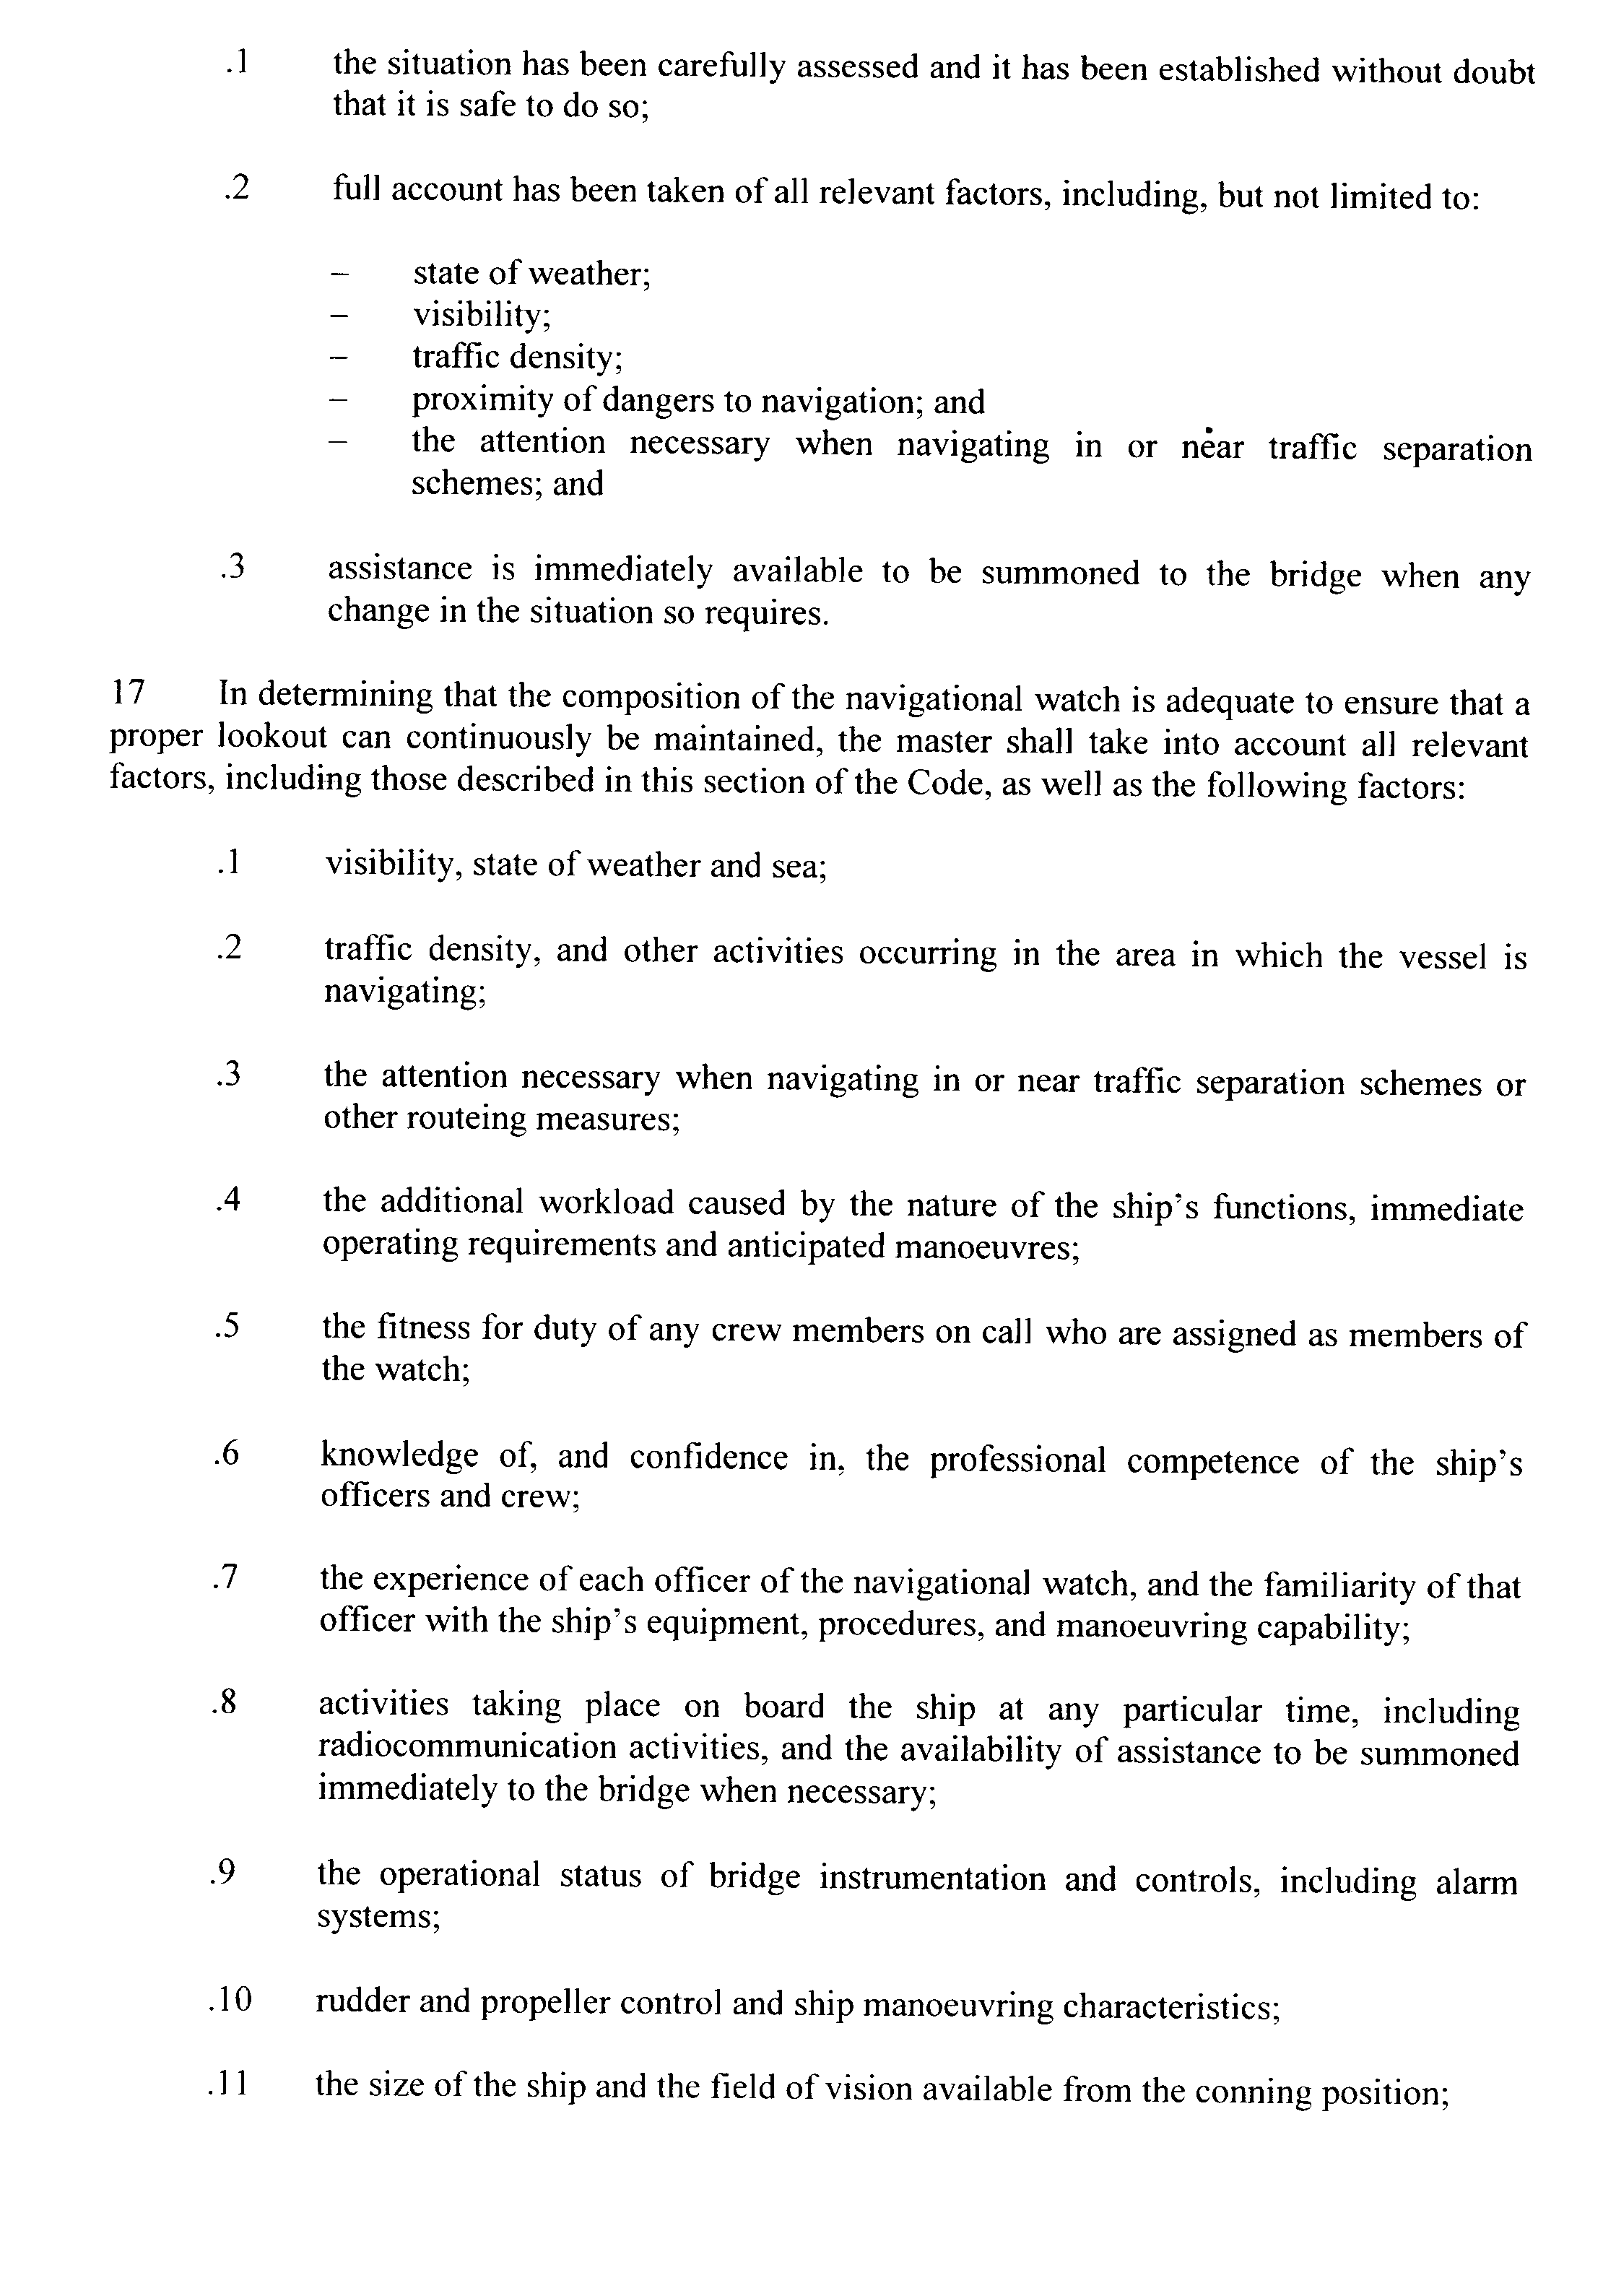 .1 the situation has been carefully assessed and it has been established without doubt
that it is safe to do so;
.2 full account has been taken of all relevant factors, including, but not limited to:
– state of weather;
– visibility;
– traffic density;
– proximity of dangers to navigation; and
– the attention necessary when navigating in or near traffic separation
schemes; and
.3 assistance is immediately available to be summoned to the bridge when any
change in the situation so requires.
17 In determining that the composition of the navigational watch is adequate to ensure that a
proper lookout can continuously be maintained, the master shall take into account all relevant
factors, including those described in this section of the Code, as well as the following factors:
.1 visibility, state of weather and sea;
.2 traffic density, and other activities occurring in the area in which the vessel is
navigating;
.3 the attention necessary when navigating in or near traffic separation schemes or
other routeing measures;
.4 the additional workload caused by the nature of the ship's functions, immediate
operating requirements and anticipated manoeuvres;
.5 the fitness for duty of any crew members on call who are assigned as members of
the watch;
.6 knowledge of, and confidence in, the professional competence of the ship's
officers and crew;
.7 the experience of each officer of the navigational watch, and the familiarity of that
officer with the ship's equipment, procedures, and manoeuvring capability;
.8 activities taking place on board the ship at any particular time, including
radiocommunication activities, and the availability of assistance to be summoned
immediately to the bridge when necessary;
.9 the operational status of bridge instrumentation and controls, including alarm
systems;
.10 rudder and propeller control and ship manoeuvring characteristics;
.11 the size of the ship and the field of vision available from the conning position;